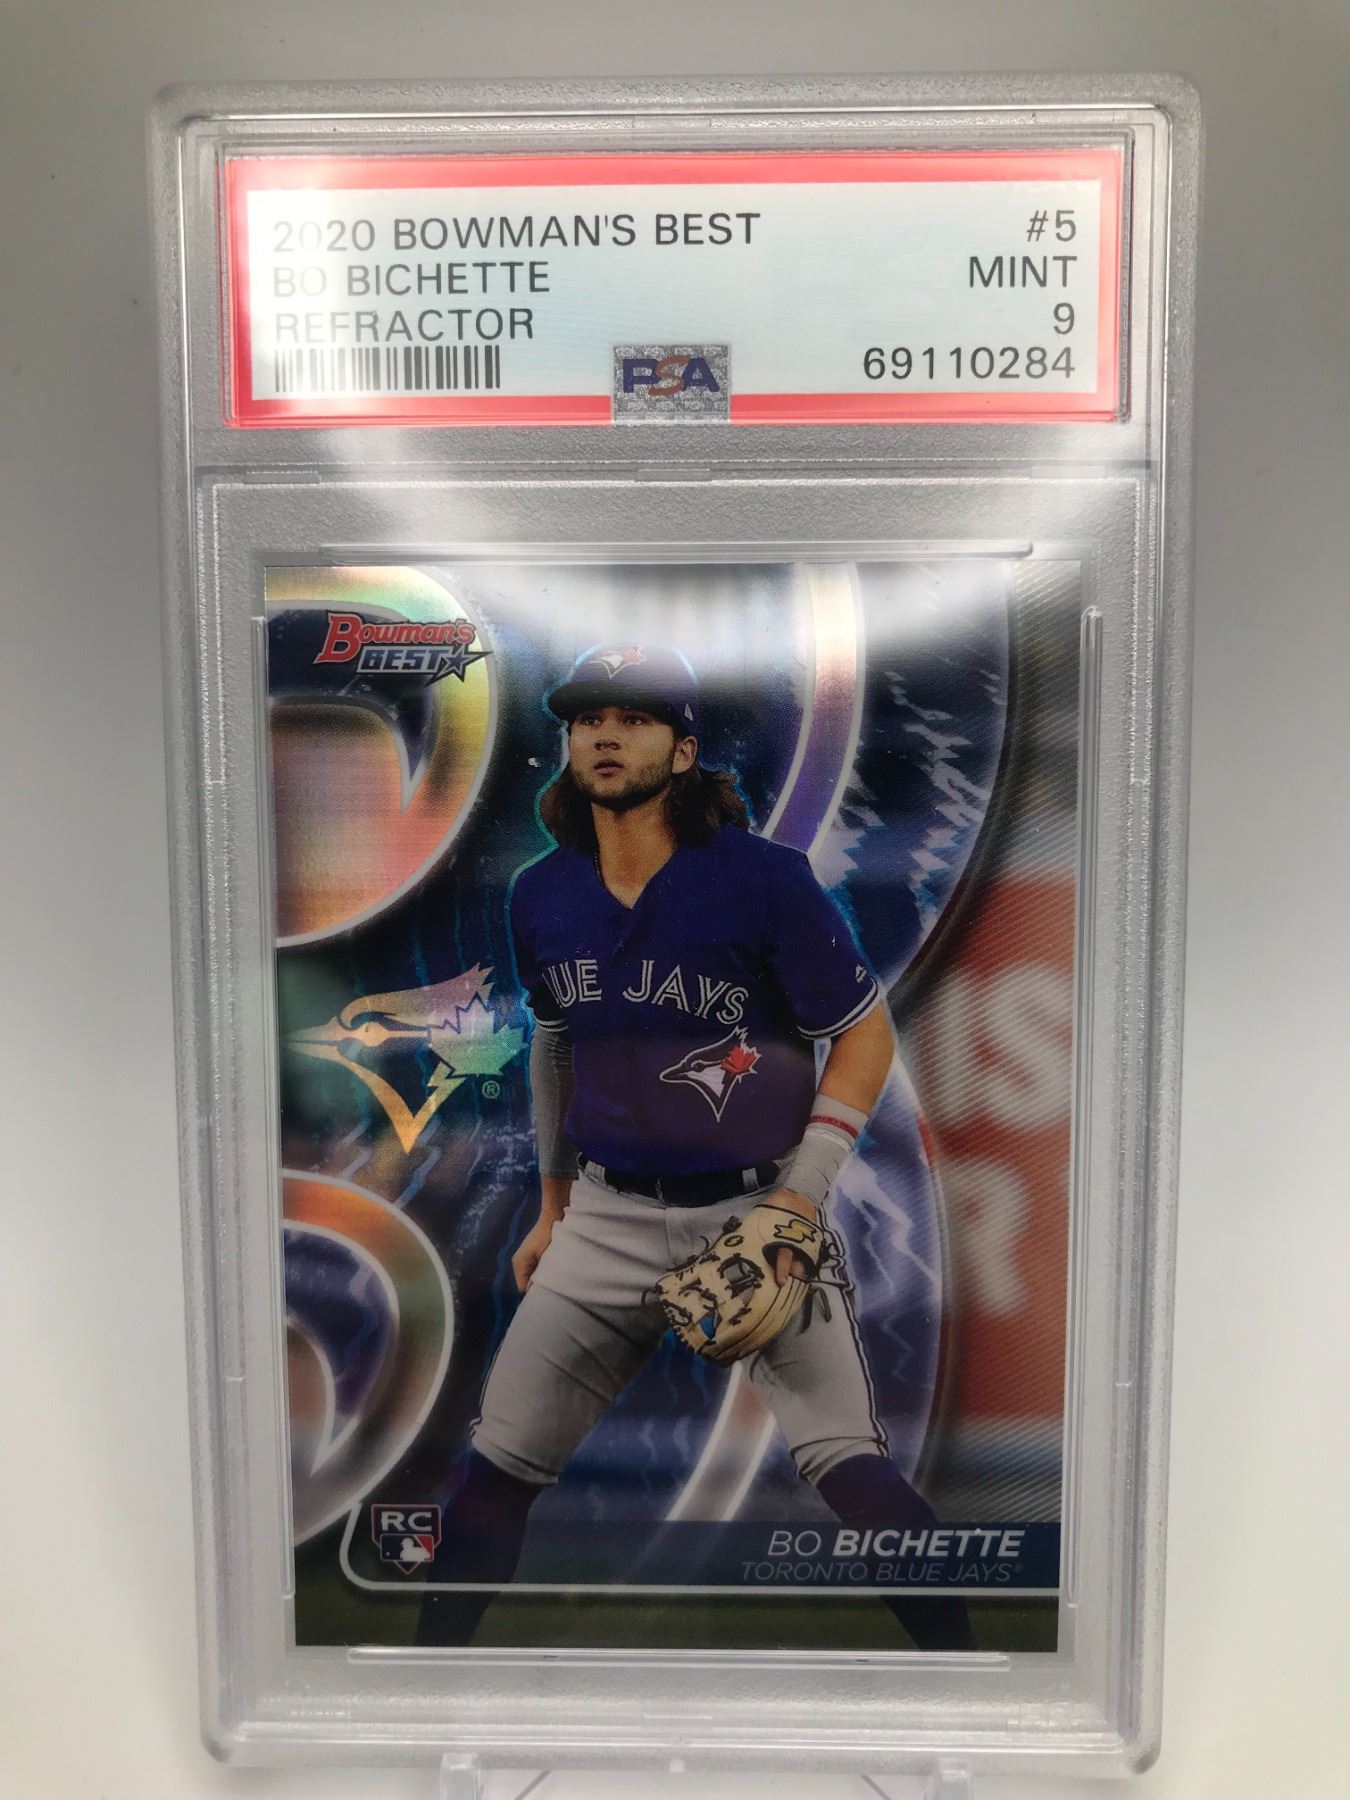 2020 BOWMAN'S BEST #5
BO BICHETTE MINT
REFRACTOR 9
PSA 69110284
Bowman's
BEST
UE JAYS
®
RC
BO BICHETTE
TORONTO BLUE JAYS®